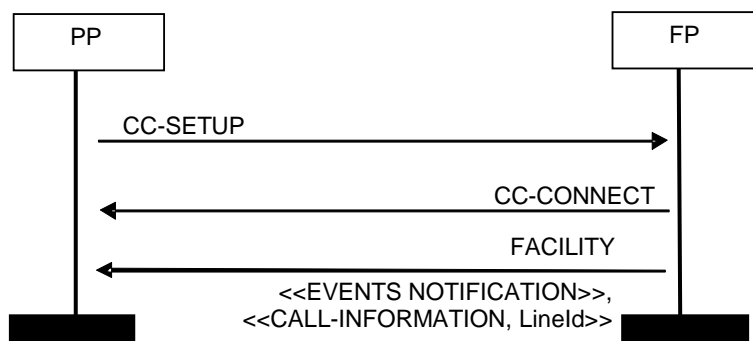 PP
FP
CC-SETUP
CC-CONNECT
FACILITY
<<EVENTS NOTIFICATION>>,
<<CALL-INFORMATION, LineId>>